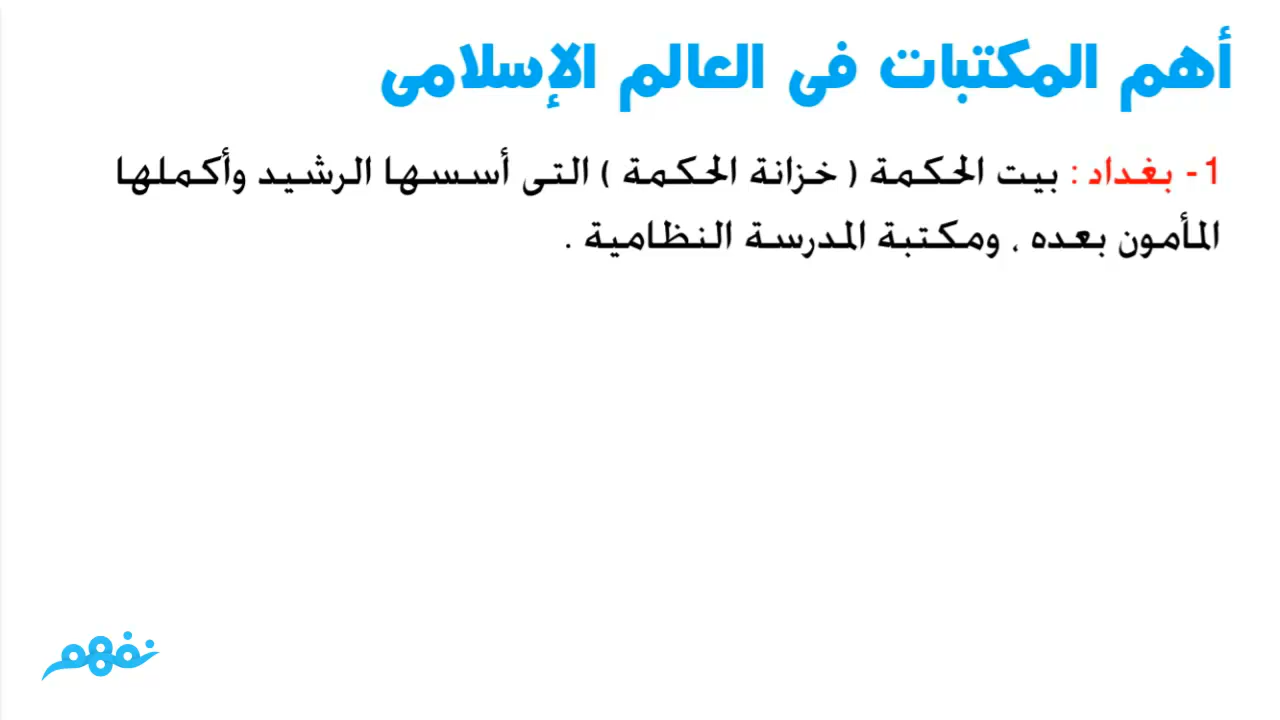 أهم المكتبات فى العالم الإسلامى
1- بغداد : بيت الحكمة ( خزانة الحكمة ) التى أسسها الرشيد وأكملها
المأمون بعده ، ومكتبة المدرسة النظامية .
نفهم